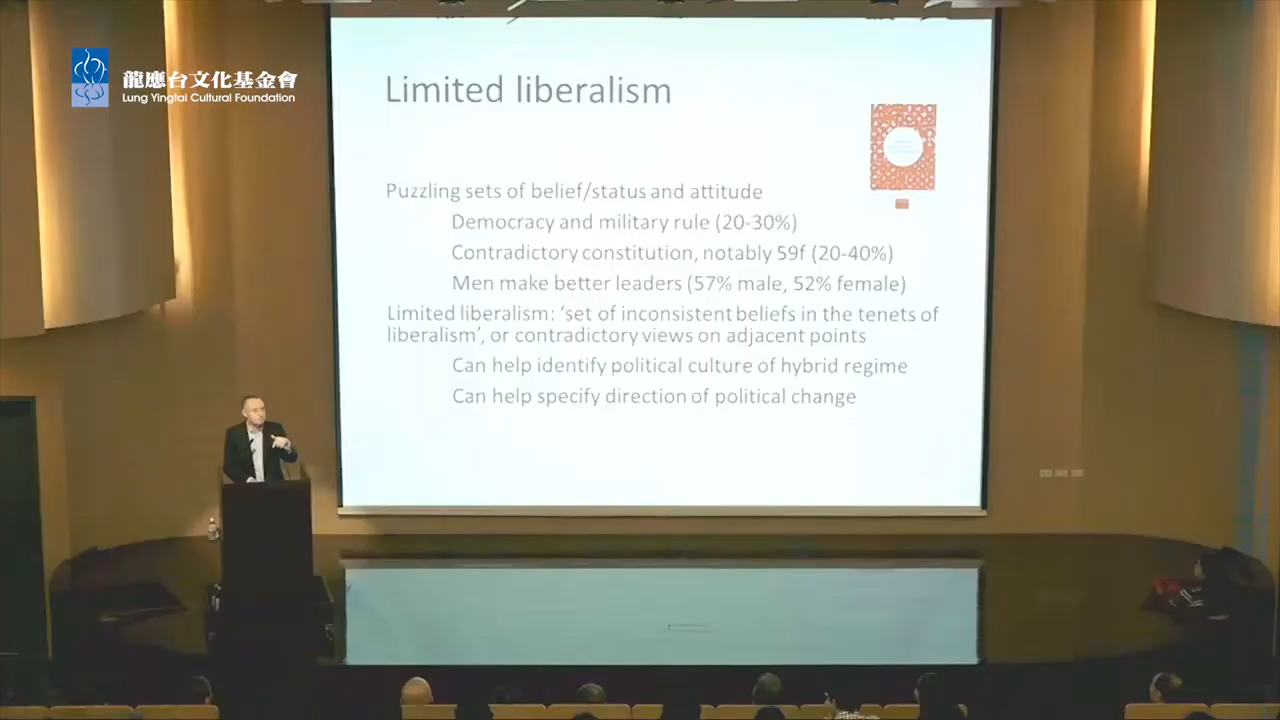 龍應台文化基金會
Lung Yingtai Cultural Foundation
Limited liberalism
Puzzling sets of belief/status and attitude
Democracy and military rule (20-30%)
Contradictory constitution, notably 59f (20-40%)
Men make better leaders (57% male, 52% female)
Limited liberalism: ‘set of inconsistent beliefs in the tenets of
liberalism’, or contradictory views on adjacent points
Can help identify political culture of hybrid regime
Can help specify direction of political change